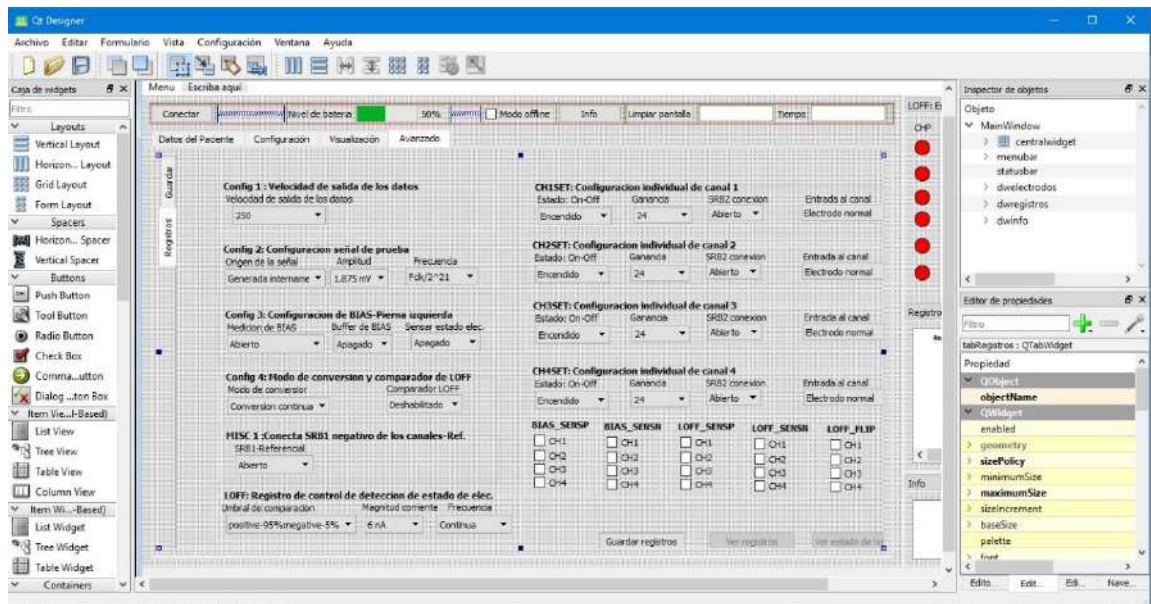 Qt Designer
Archivo Editar Formulario Vista Configuración Ventana Ayuda
Caja de widgets
Filtro
Layouts
Vertical Layout
Horizon... Layout
Grid Layout
Form Layout
Spacers
Horizon... Spacer
Vertical Spacer
Buttons
Push Button
Tool Button
Radio Button
Check Box
Comma...utton
Dialog ...ton Box
Item Vie...l-Based)
List View
Tree View
Table View
Column View
Item Wi...-Based)
List Widget
Tree Widget
Table Widget
Containers
Menu Escriba aquí
Conectar Nivel de bateria 50% Modo offline Info Limpiar pantalla Tiempo
Datos del Paciente Configuración Visualización Avanzado
Guardar
Registros
Config 1 : Velocidad de salida de los datos
Velocidad de salida de los datos
250
Config 2: Configuracion señal de prueba
Origen de la señal Amplitud Frecuencia
Generada intername 1,875 mV Fclk/2^21
Config 3: Configuracion de BIAS-Pierna izquierda
Medicion de BIAS Buffer de BIAS Sensar estado elec.
Abierto Apagado Apagado
Config 4: Modo de conversion y comparador de LOFF
Modo de conversior Comparador LOFF
Conversion continua Deshabilitado
MISC 1 :Conecta SRB1 negativo de los canales-Ref.
SRB1-Referencial
Abierto
LOFF: Registro de control de deteccion de estado de elec.
Umbral de comparacion Magnitud corriente Frecuencia
positive-95%:negative-5% 6 nA Continua
CH1SET: Configuracion individual de canal 1
Estado: On-Off Ganancia SRB2 conexion Entrada al canal
Encendido 24 Abierto Electrodo normal
CH2SET: Configuracion individual de canal 2
Estado: On-Off Ganancia SRB2 conexion Entrada al canal
Encendido 24 Abierto Electrodo normal
CH3SET: Configuracion individual de canal 3
Estado: On-Off Ganancia SRB2 conexion Entrada al canal
Encendido 24 Abierto Electrodo normal
CH4SET: Configuracion individual de canal 4
Estado: On-Off Ganancia SRB2 conexion Entrada al canal
Encendido 24 Abierto Electrodo normal
BIAS_SENSP BIAS_SENSN LOFF_SENSP LOFF_SENSN LOFF_FLIP
CH1 CH1 CH1 CH1 CH1
CH2 CH2 CH2 CH2 CH2
CH3 CH3 CH3 CH3 CH3
CH4 CH4 CH4 CH4 CH4
Guardar registros Ver registros Ver estado de la
LOFF: E
CHP
Registro
Info
Inspector de objetos
Objeto
MainWindow
centralwidget
menubar
statusbar
dwelectrodos
dwregistros
dwinfo
Editor de propiedades
Filtro
tabRegistros : QTabWidget
Propiedad
QObject
objectName
QWidget
enabled
geometry
sizePolicy
minimumSize
maximumSize
sizeIncrement
baseSize
palette
font
Edito... Edit... Edi... Nave...